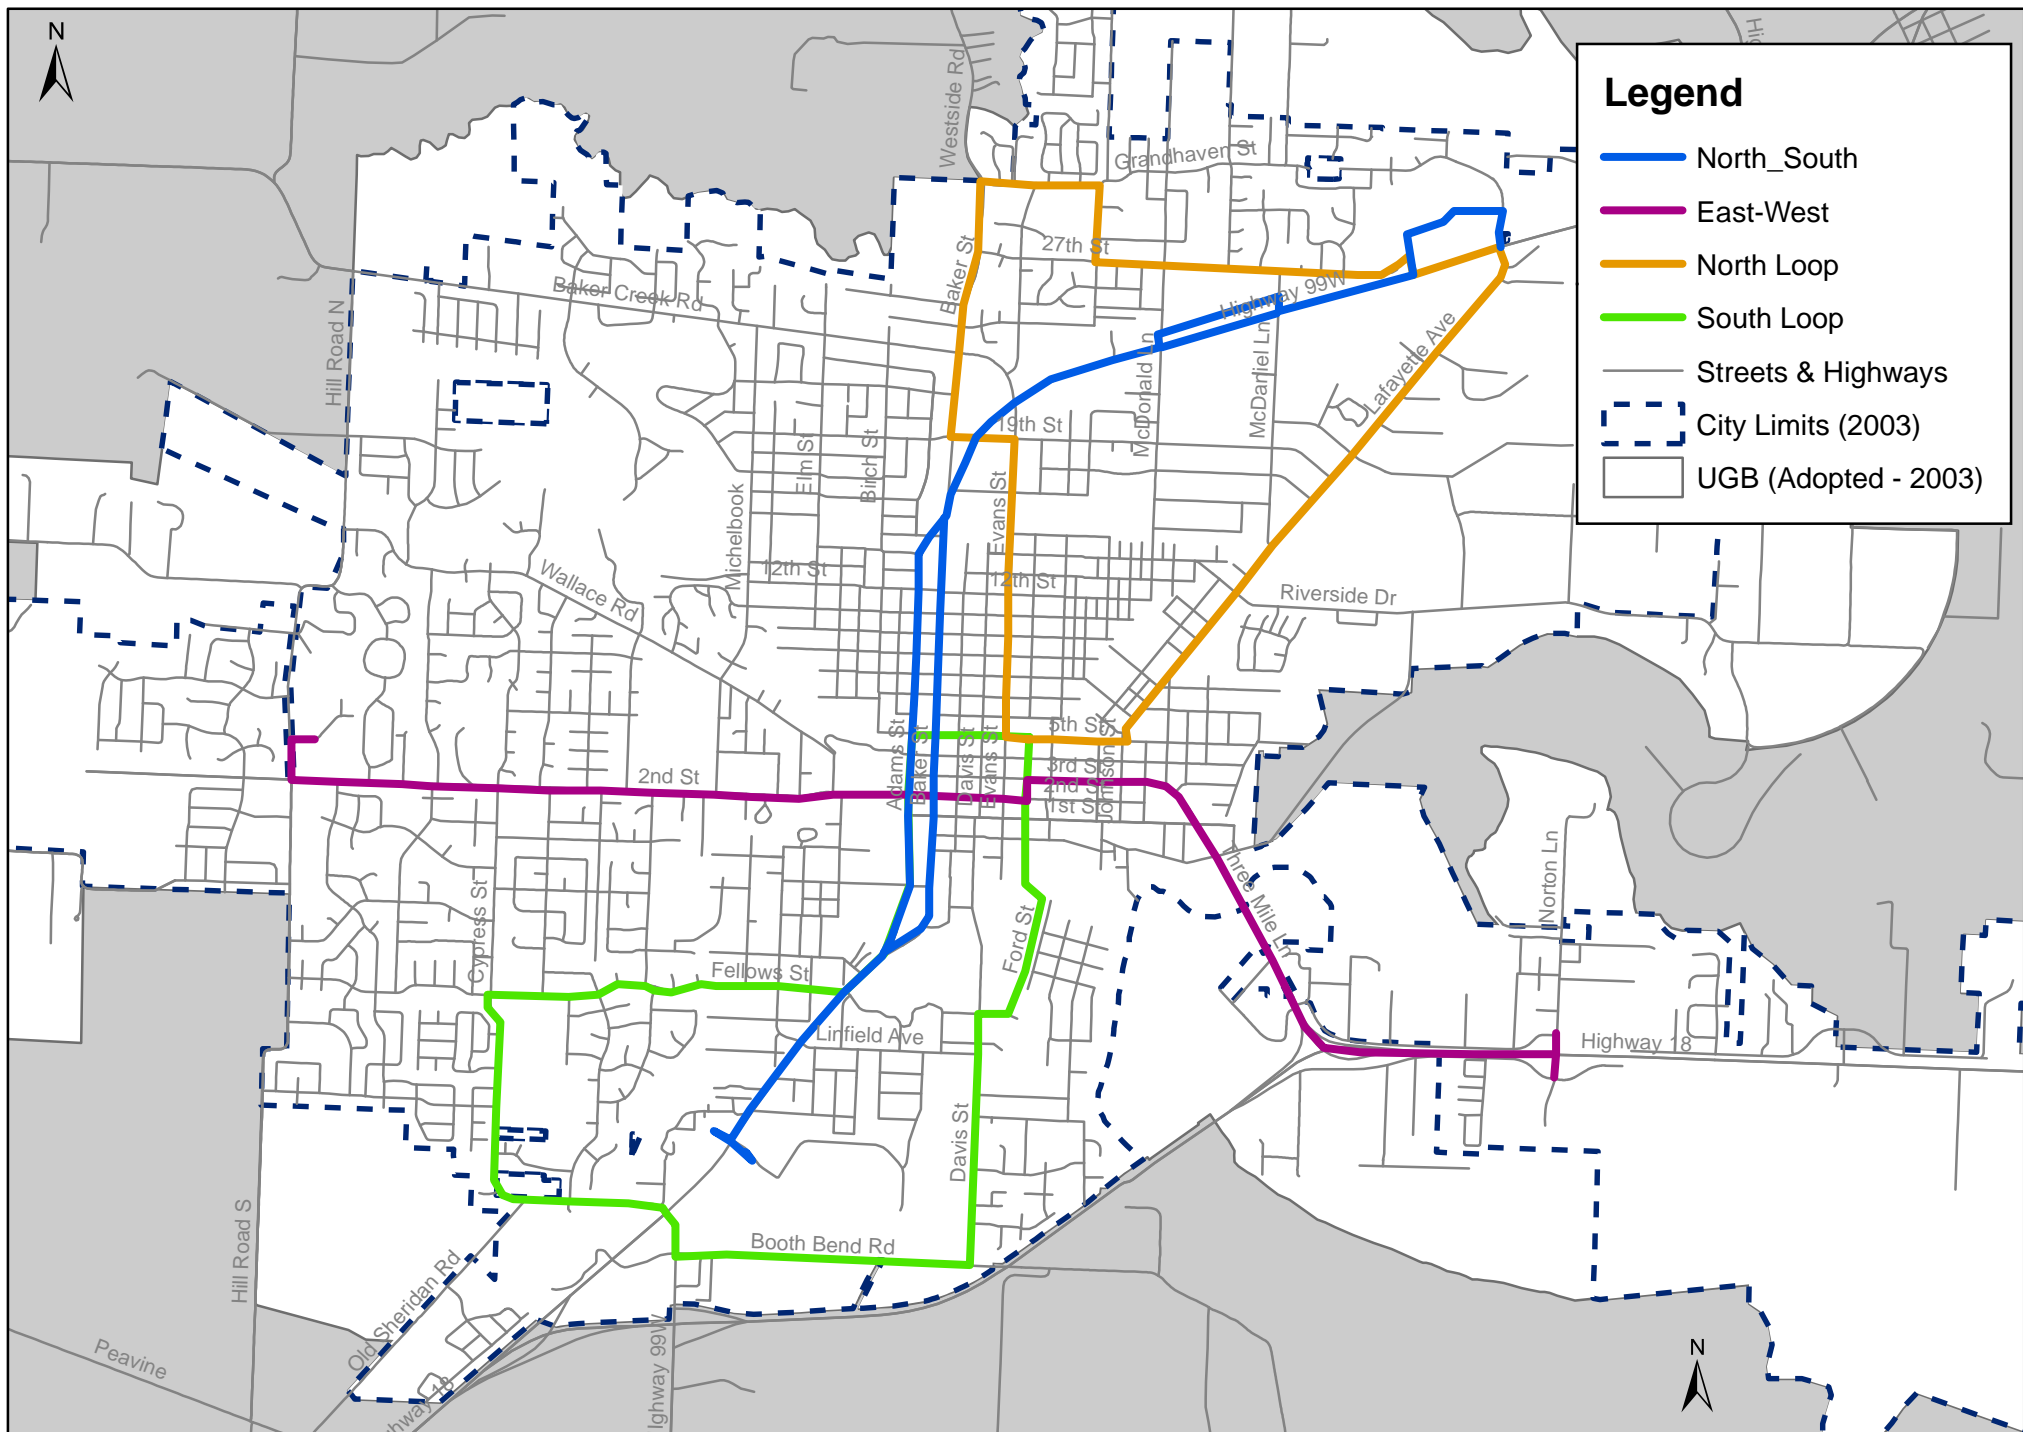 N
Westside Rd
Hi
Legend
North_South
East-West
North Loop
South Loop
Streets & Highways
City Limits (2003)
UGB (Adopted - 2003)
Grandhaven St
27th St
Baker St
Baker Creek Rd
Highway 99W
Hill Road N
McDonald Ln
McDaniel Ln
Lafayette Ave
19th St
Elm St
Birch St
Evans St
Michelbook
12th St
12th St
Wallace Rd
Riverside Dr
5th St
Adams St
Baker St
Davis St
Evans St
Johnson St
3rd St
2nd St
2nd St
1st St
Three Mile Ln
Norton Ln
Cypress St
Ford St
Fellows St
Linfield Ave
Highway 18
Davis St
Hill Road S
Booth Bend Rd
Old Sheridan Rd
Peavine
ighway 99W
hway 18
N